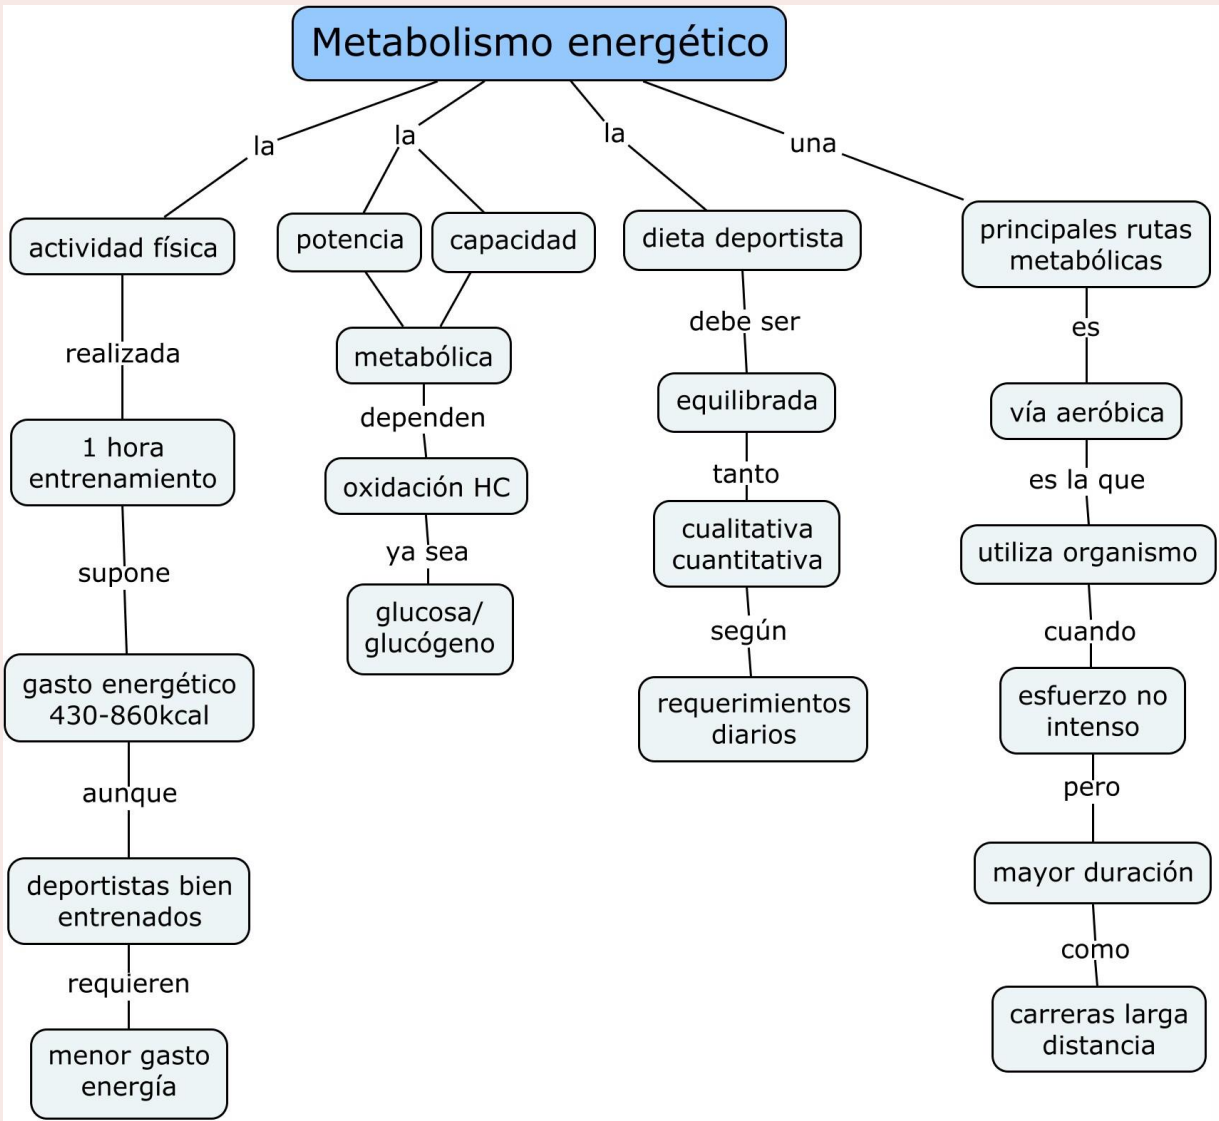 Metabolismo energético
la
actividad física
realizada
1 hora
entrenamiento
supone
gasto energético
430-860kcal
aunque
deportistas bien
entrenados
requieren
menor gasto
energía
la
potencia
capacidad
metabólica
dependen
oxidación HC
ya sea
glucosa/
glucógeno
la
dieta deportista
debe ser
equilibrada
tanto
cualitativa
cuantitativa
según
requerimientos
diarios
una
principales rutas
metabólicas
es
vía aeróbica
es la que
utiliza organismo
cuando
esfuerzo no
intenso
pero
mayor duración
como
carreras larga
distancia